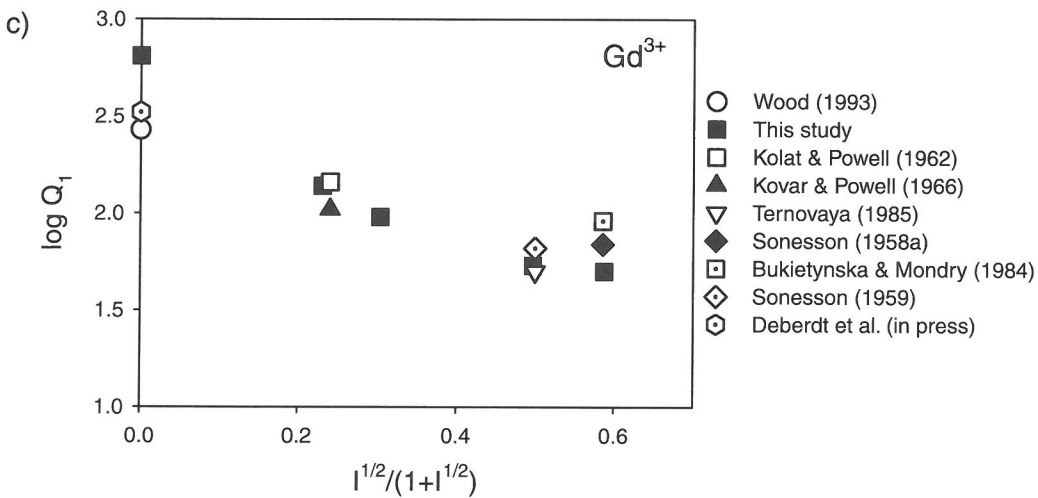 c)
3.0
2.5
2.0
1.5
1.0
log Q₁
Gd³⁺
0.0
0.2
0.4
0.6
I¹/²/(1+I¹/²)
Wood (1993)
This study
Kolat & Powell (1962)
Kovar & Powell (1966)
Ternovaya (1985)
Sonesson (1958a)
Bukietynska & Mondry (1984)
Sonesson (1959)
Deberdt et al. (in press)